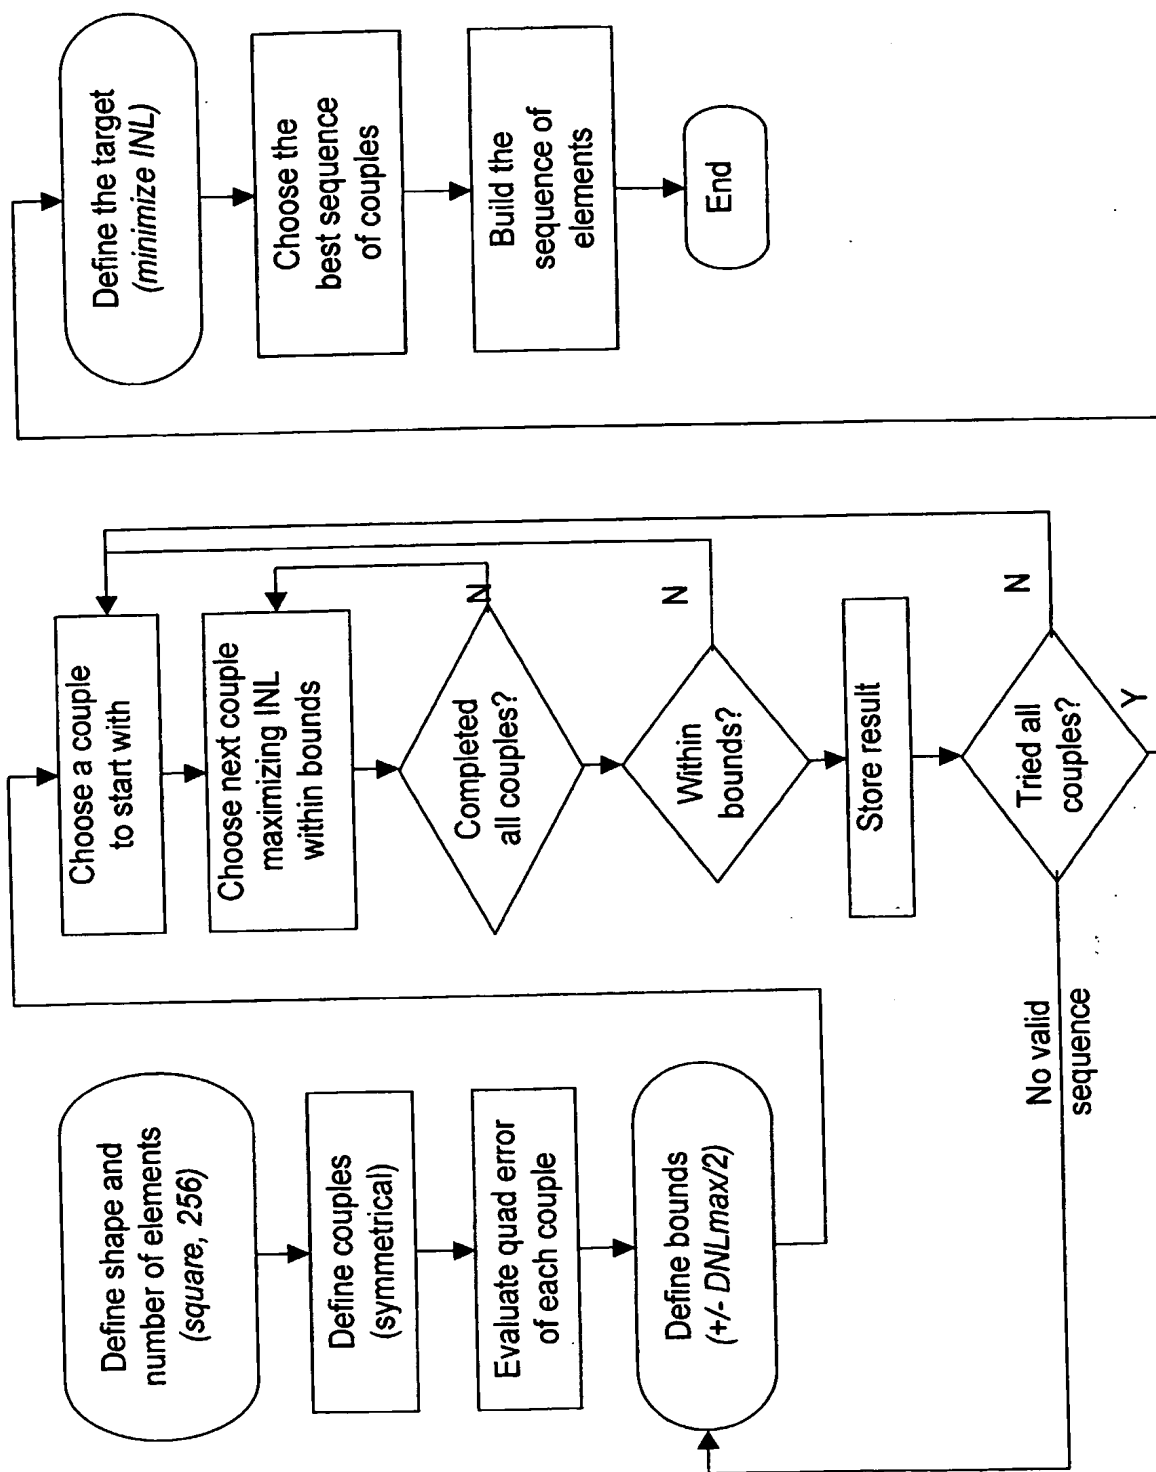 Define shape and
number of elements
(square, 256)
Define couples
(symmetrical)
Evaluate quad error
of each couple
Define bounds
(+/- DNLmax/2)
Choose a couple
to start with
Choose next couple
maximizing INL
within bounds
Completed
all couples?
N
Within
bounds?
N
Store result
Tried all
couples?
N
Y
No valid
sequence
Define the target
(minimize INL)
Choose the
best sequence
of couples
Build the
sequence of
elements
End